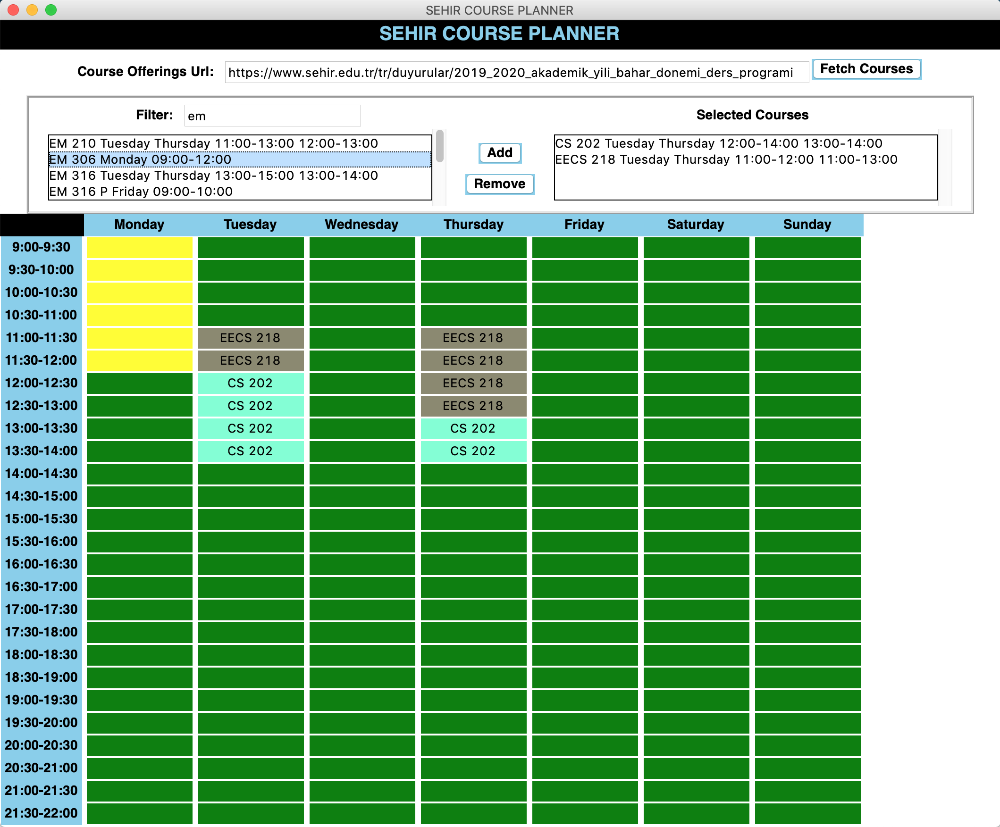 SEHIR COURSE PLANNER
SEHIR COURSE PLANNER
Course Offerings Url: https://www.sehir.edu.tr/tr/duyurular/2019_2020_akademik_yili_bahar_donemi_ders_programi Fetch Courses
Filter: em Selected Courses
EM 210 Tuesday Thursday 11:00-13:00 12:00-13:00
EM 306 Monday 09:00-12:00
EM 316 Tuesday Thursday 13:00-15:00 13:00-14:00
EM 316 P Friday 09:00-10:00
Add
Remove
CS 202 Tuesday Thursday 12:00-14:00 13:00-14:00
EECS 218 Tuesday Thursday 11:00-12:00 11:00-13:00
Monday Tuesday Wednesday Thursday Friday Saturday Sunday
9:00-9:30
9:30-10:00
10:00-10:30
10:30-11:00
11:00-11:30 EECS 218 EECS 218
11:30-12:00 EECS 218 EECS 218
12:00-12:30 CS 202 EECS 218
12:30-13:00 CS 202 EECS 218
13:00-13:30 CS 202 CS 202
13:30-14:00 CS 202 CS 202
14:00-14:30
14:30-15:00
15:00-15:30
15:30-16:00
16:00-16:30
16:30-17:00
17:00-17:30
17:30-18:00
18:00-18:30
18:30-19:00
19:00-19:30
19:30-20:00
20:00-20:30
20:30-21:00
21:00-21:30
21:30-22:00